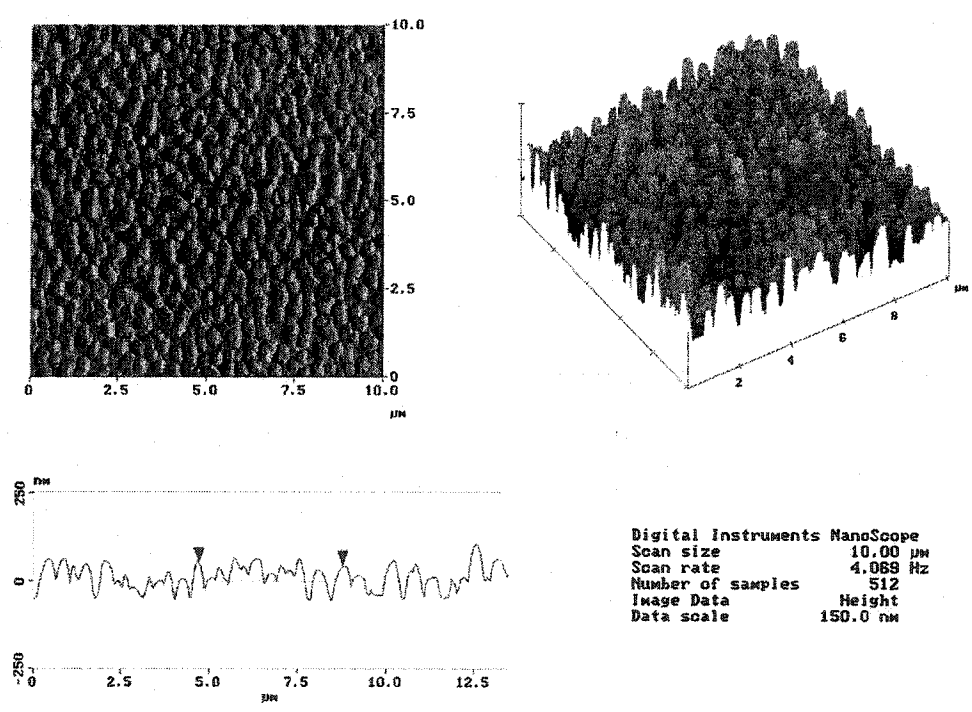 10.0
7.5
5.0
2.5
0
0 2.5 5.0 7.5 10.0
µm
µm
2 4 6 8
nm
250
0
-250
0 2.5 5.0 7.5 10.0 12.5
µm
Digital Instruments NanoScope
Scan size 10.00 µm
Scan rate 4.069 Hz
Number of samples 512
Image Data Height
Data scale 150.0 nm